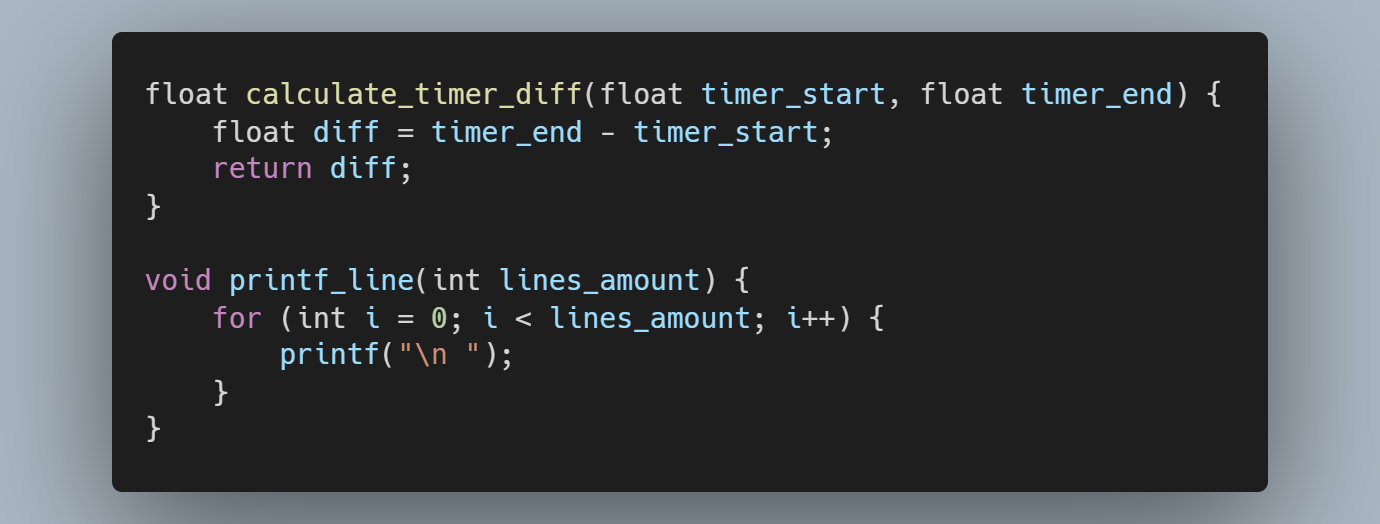 float calculate_timer_diff(float timer_start, float timer_end) {
    float diff = timer_end - timer_start;
    return diff;
}

void printf_line(int lines_amount) {
    for (int i = 0; i < lines_amount; i++) {
        printf("\n ");
    }
}